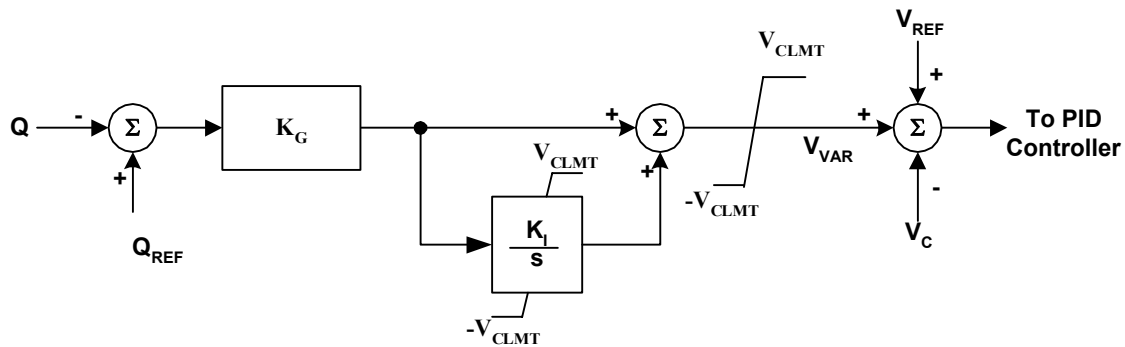 Q
-
Σ
+
Q_REF
K_G
V_CLMT
K_I
s
-V_CLMT
+
Σ
+
V_CLMT
-V_CLMT
V_VAR
V_REF
+
+
Σ
-
V_C
To PID
Controller